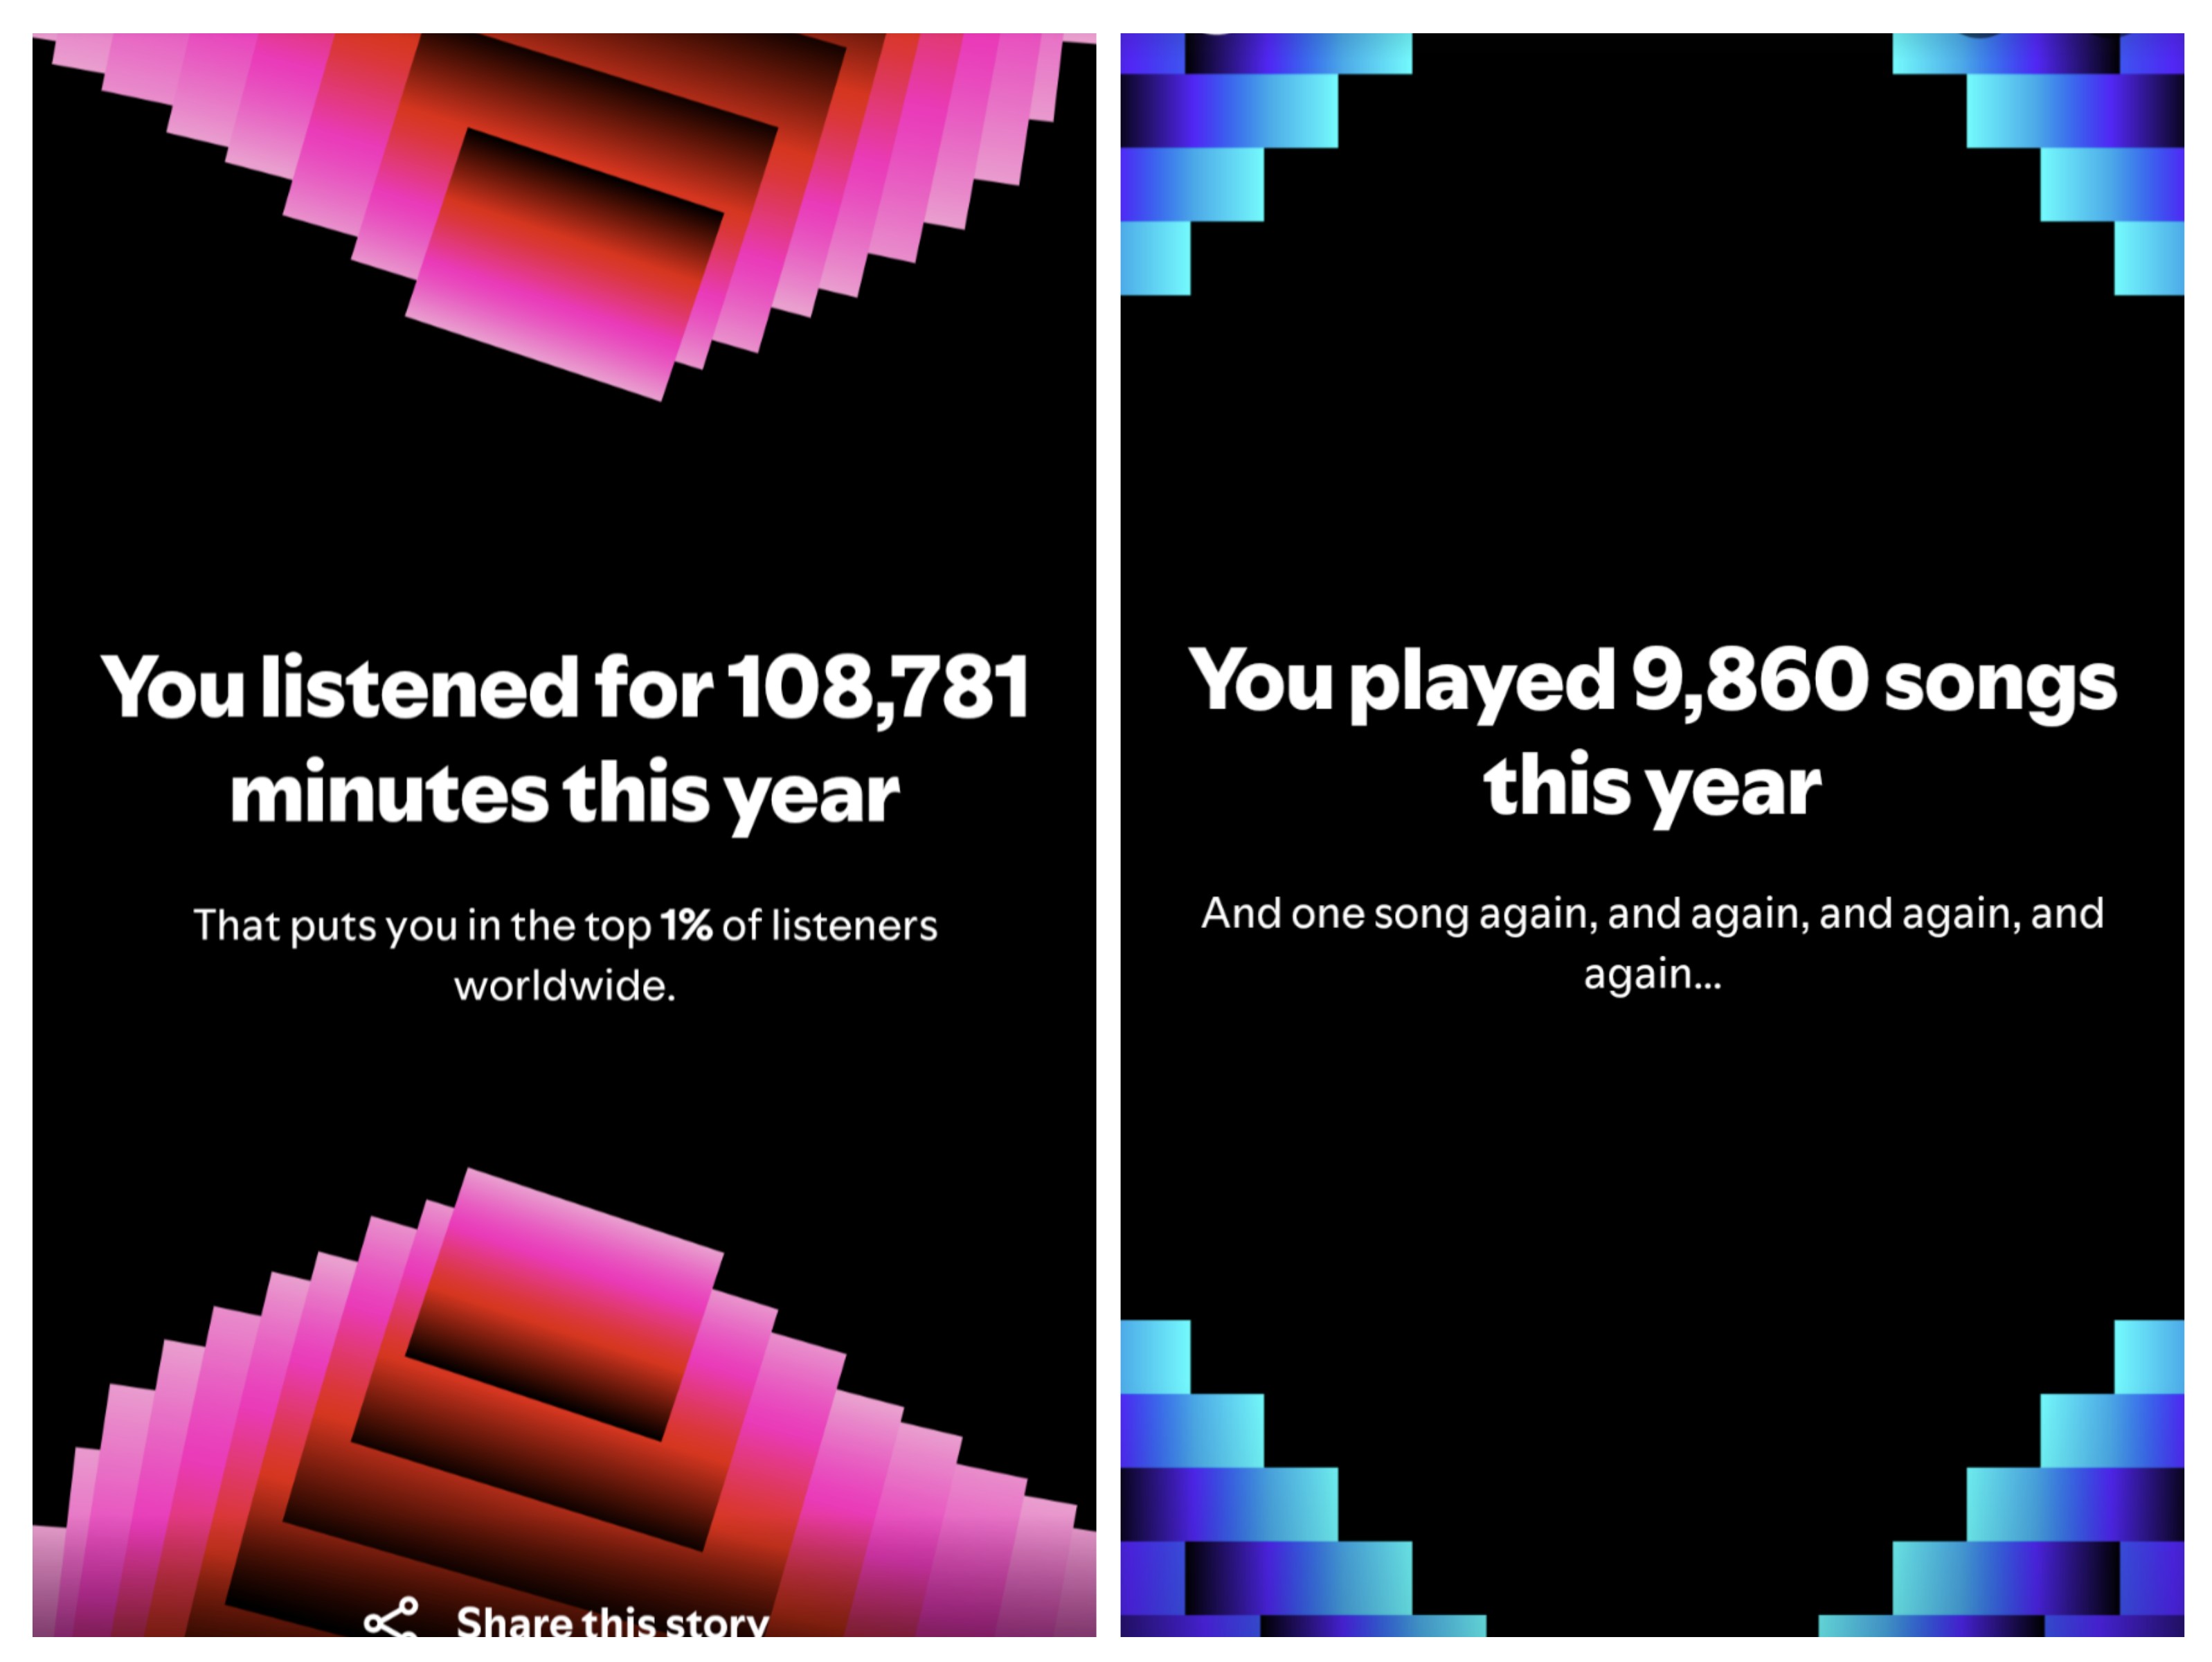 You listened for 108,781
minutes this year
That puts you in the top 1% of listeners
worldwide.
Share this story
You played 9,860 songs
this year
And one song again, and again, and again, and
again...